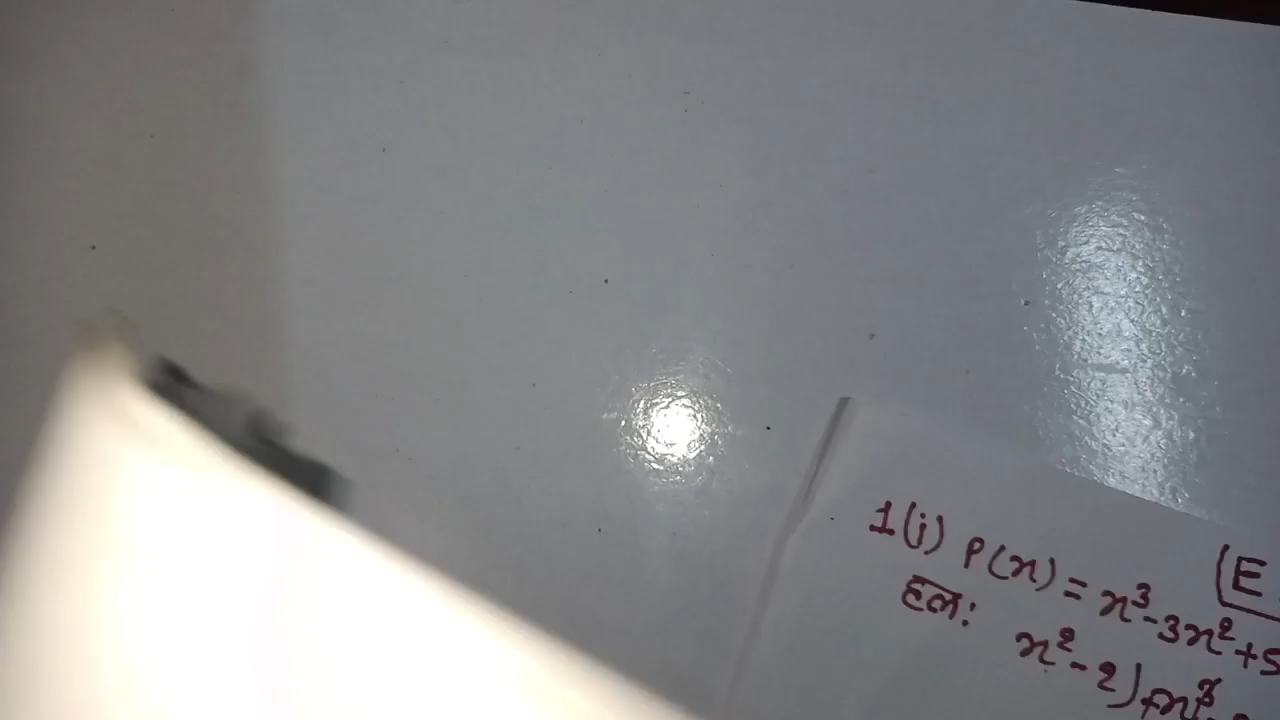 (E
1(i) P(x) = x³-3x²+5
हल:
x²-2)